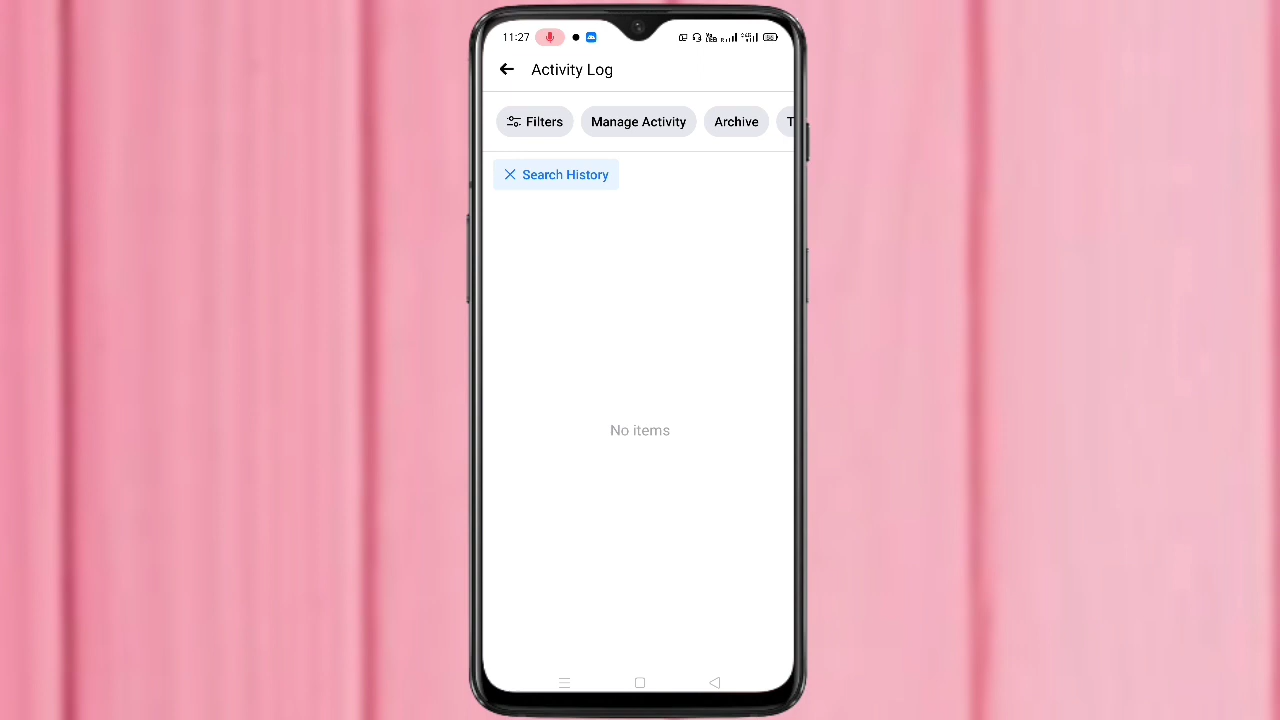 11:27
Activity Log
Filters
Manage Activity
Archive
T
Search History
No items